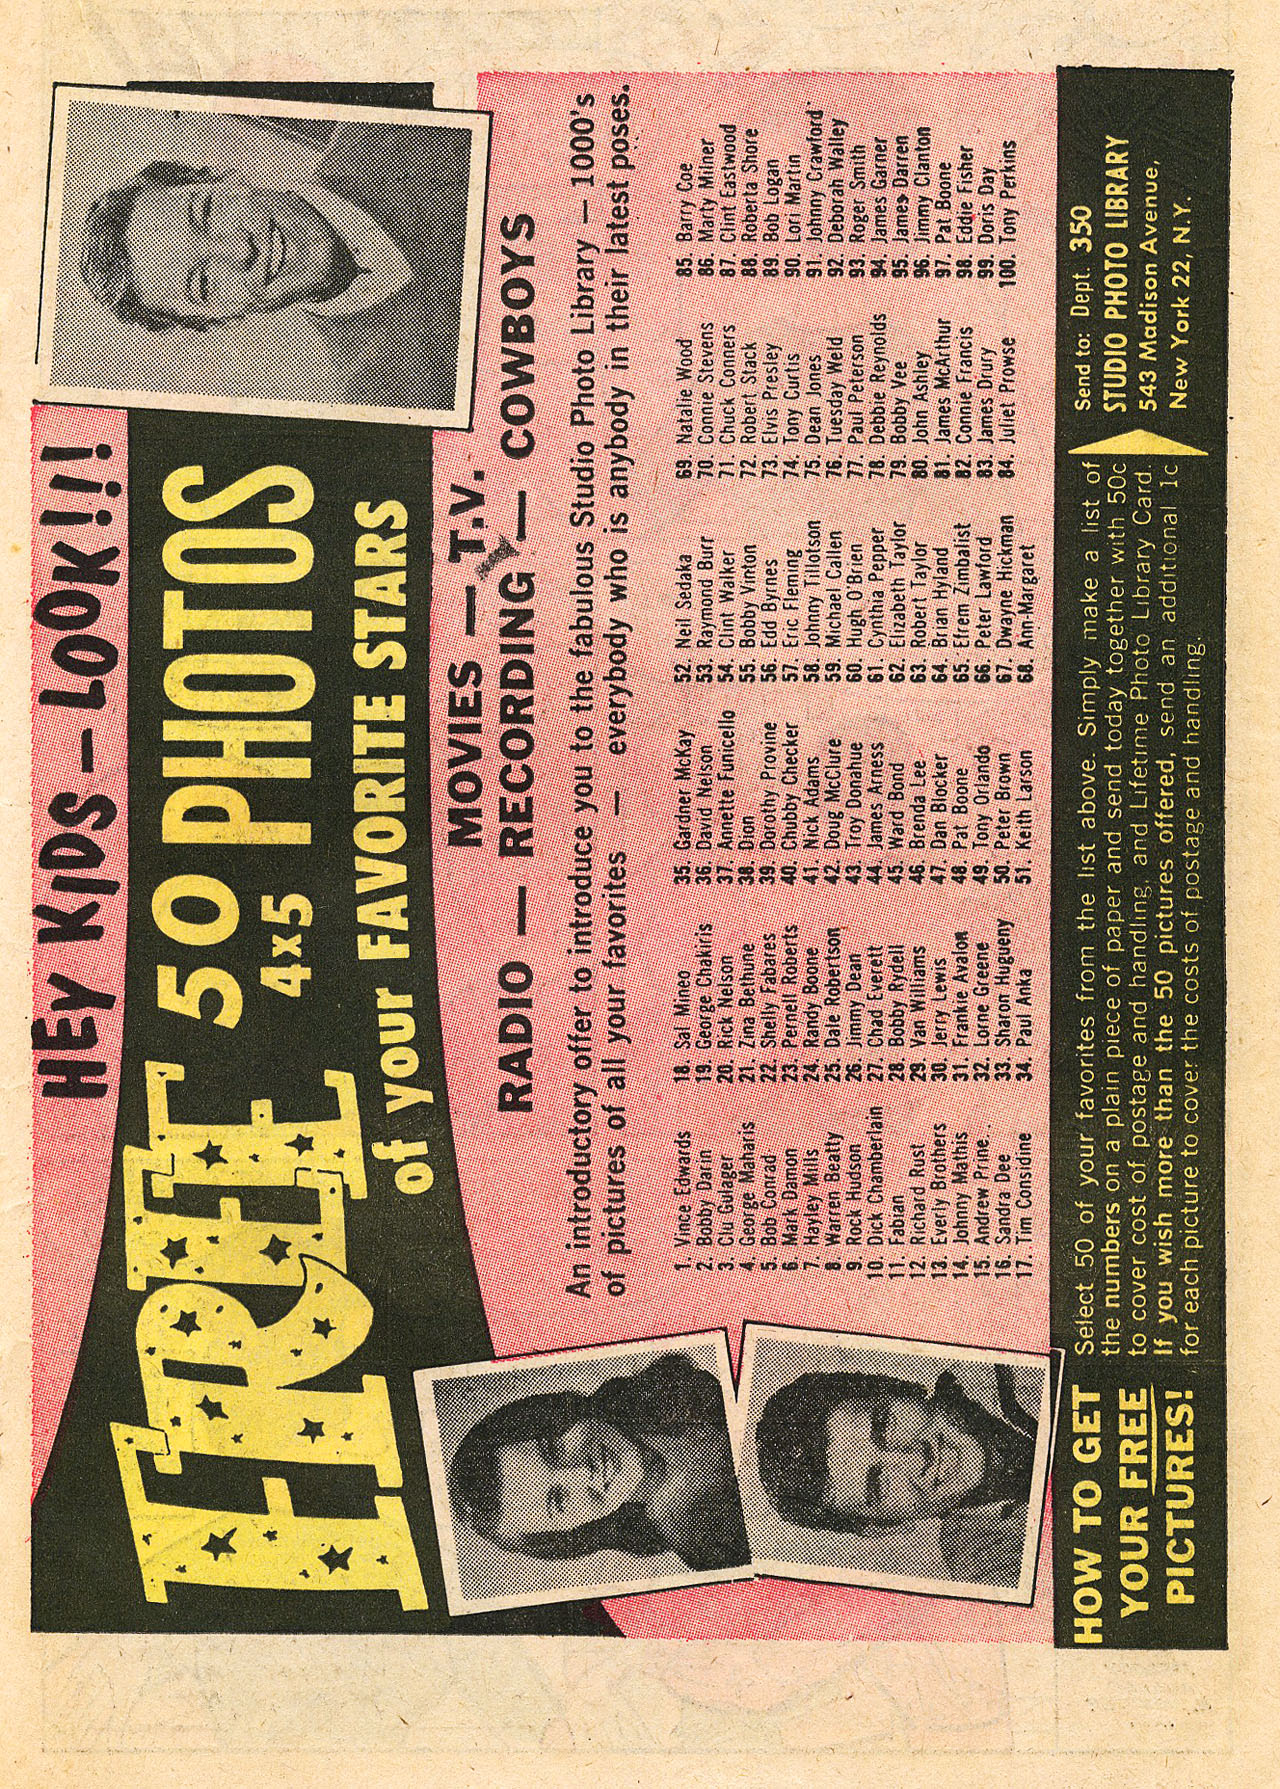 HEY KIDS — LOOK!!!
FREE 50 PHOTOS
4x5
of your FAVORITE STARS
MOVIES — T.V.
RADIO — RECORDING — COWBOYS
An introductory offer to introduce you to the fabulous Studio Photo Library — 1000's
of pictures of all your favorites — everybody who is anybody in their latest poses.
1. Vince Edwards
2. Bobby Darin
3. Clu Gulager
4. George Maharis
5. Bob Conrad
6. Mark Damon
7. Hayley Mills
8. Warren Beatty
9. Rock Hudson
10. Dick Chamberlain
11. Fabian
12. Richard Rust
13. Everly Brothers
14. Johnny Mathis
15. Andrew Prine
16. Sandra Dee
17. Tim Considine
18. Sal Mineo
19. George Chakiris
20. Rick Nelson
21. Zina Bethune
22. Shelly Fabares
23. Pernell Roberts
24. Randy Boone
25. Dale Robertson
26. Jimmy Dean
27. Chad Everett
28. Bobby Rydell
29. Van Williams
30. Jerry Lewis
31. Frankie Avalon
32. Lorne Greene
33. Sharon Hugueny
34. Paul Anka
35. Gardner McKay
36. David Nelson
37. Annette Funicello
38. Dion
39. Dorothy Provine
40. Chubby Checker
41. Nick Adams
42. Doug McClure
43. Troy Donahue
44. James Arness
45. Ward Bond
46. Brenda Lee
47. Dan Blocker
48. Pat Boone
49. Tony Orlando
50. Peter Brown
51. Keith Larson
52. Neil Sedaka
53. Raymond Burr
54. Clint Walker
55. Bobby Vinton
56. Edd Byrnes
57. Eric Fleming
58. Johnny Tillotson
59. Michael Callen
60. Hugh O'Brien
61. Cynthia Pepper
62. Elizabeth Taylor
63. Robert Taylor
64. Brian Hyland
65. Efrem Zimbalist
66. Peter Lawford
67. Dwayne Hickman
68. Ann-Margaret
69. Natalie Wood
70. Connie Stevens
71. Chuck Conners
72. Robert Stack
73. Elvis Presley
74. Tony Curtis
75. Dean Jones
76. Tuesday Weld
77. Paul Peterson
78. Debbie Reynolds
79. Bobby Vee
80. John Ashley
81. James McArthur
82. Connie Francis
83. James Drury
84. Juliet Prowse
85. Barry Coe
86. Marty Milner
87. Clint Eastwood
88. Roberta Shore
89. Bob Logan
90. Lori Martin
91. Johnny Crawford
92. Deborah Walley
93. Roger Smith
94. James Garner
95. James Darren
96. Jimmy Clanton
97. Pat Boone
98. Eddie Fisher
99. Doris Day
100. Tony Perkins
HOW TO GET
YOUR FREE
PICTURES!
Select 50 of your favorites from the list above. Simply make a list of
the numbers on a plain piece of paper and send today together with 50c
to cover cost of postage and handling, and Lifetime Photo Library Card.
If you wish more than the 50 pictures offered, send an additional 1c
for each picture to cover the costs of postage and handling.
Send to: Dept. 350
STUDIO PHOTO LIBRARY
543 Madison Avenue,
New York 22, N.Y.